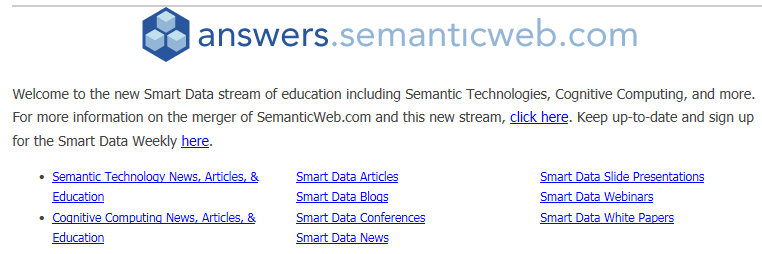 answers.semanticweb.com
Welcome to the new Smart Data stream of education including Semantic Technologies, Cognitive Computing, and more.
For more information on the merger of SemanticWeb.com and this new stream, click here. Keep up-to-date and sign up
for the Smart Data Weekly here.
• Semantic Technology News, Articles, &
Education
• Cognitive Computing News, Articles, &
Education
Smart Data Articles
Smart Data Blogs
Smart Data Conferences
Smart Data News
Smart Data Slide Presentations
Smart Data Webinars
Smart Data White Papers